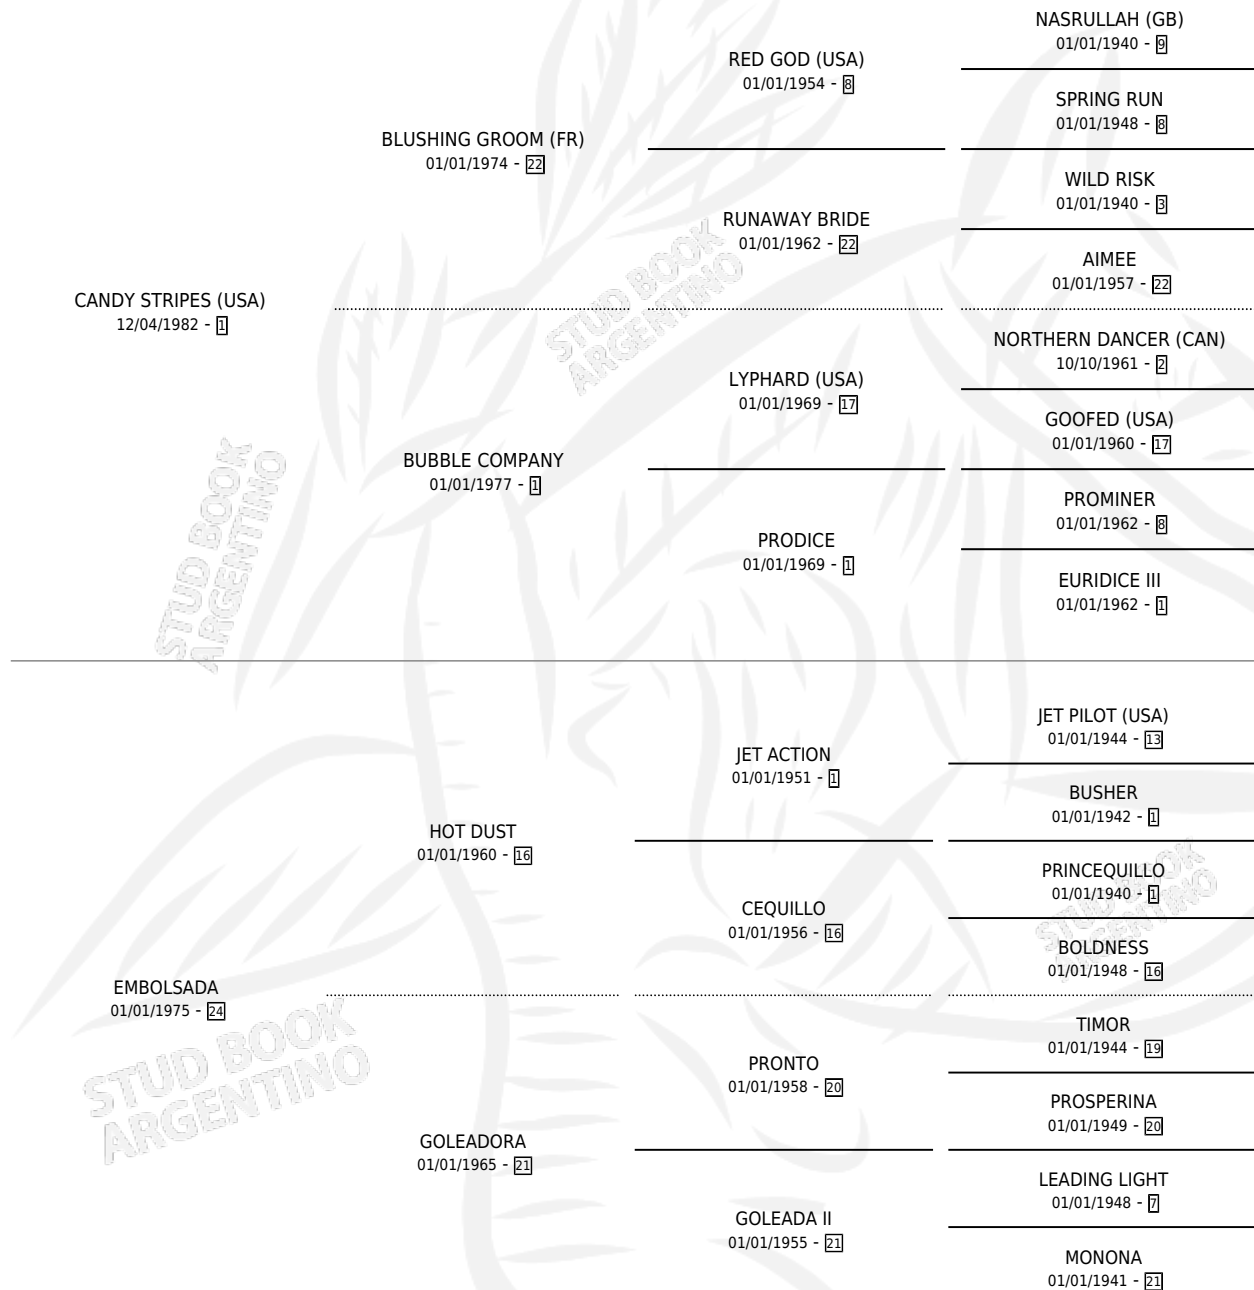 NASRULLAH (GB)
01/01/1940 - 9
RED GOD (USA)
01/01/1954 - 8
SPRING RUN
01/01/1948 - 8
BLUSHING GROOM (FR)
01/01/1974 - 22
WILD RISK
01/01/1940 - 3
RUNAWAY BRIDE
01/01/1962 - 22
AIMEE
01/01/1957 - 22
CANDY STRIPES (USA)
12/04/1982 - 1
NORTHERN DANCER (CAN)
10/10/1961 - 2
LYPHARD (USA)
01/01/1969 - 17
GOOFED (USA)
01/01/1960 - 17
BUBBLE COMPANY
01/01/1977 - 1
PROMINER
01/01/1962 - 8
PRODICE
01/01/1969 - 1
EURIDICE III
01/01/1962 - 1
JET PILOT (USA)
01/01/1944 - 13
JET ACTION
01/01/1951 - 1
BUSHER
01/01/1942 - 1
HOT DUST
01/01/1960 - 16
PRINCEQUILLO
01/01/1940 - 1
CEQUILLO
01/01/1956 - 16
BOLDNESS
01/01/1948 - 16
EMBOLSADA
01/01/1975 - 24
TIMOR
01/01/1944 - 19
PRONTO
01/01/1958 - 20
PROSPERINA
01/01/1949 - 20
GOLEADORA
01/01/1965 - 21
LEADING LIGHT
01/01/1948 - 7
GOLEADA II
01/01/1955 - 21
MONONA
01/01/1941 - 21
STUD BOOK
ARGENTINO
STUD BOOK
ARGENTINO
STUD BOOK
ARGENTINO
STUD BOOK
ARGENTINO